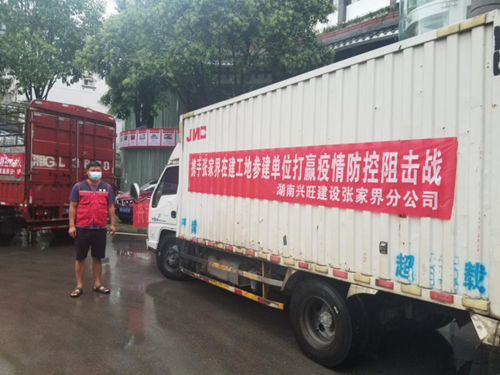 JMC
携手张家界在建工地参建单位打赢疫情防控阻击战
湖南兴旺建设张家界分公司